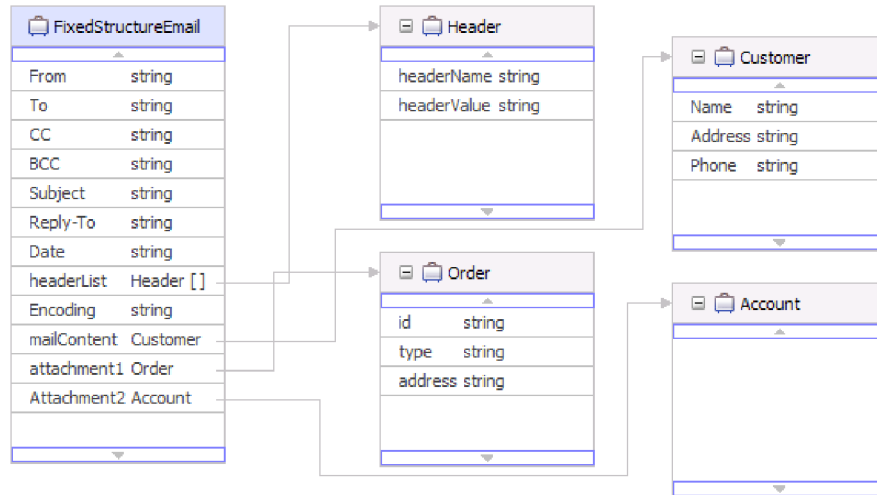 FixedStructureEmail
From string
To string
CC string
BCC string
Subject string
Reply-To string
Date string
headerList Header []
Encoding string
mailContent Customer
attachment1 Order
Attachment2 Account
Header
headerName string
headerValue string
Order
id string
type string
address string
Customer
Name string
Address string
Phone string
Account